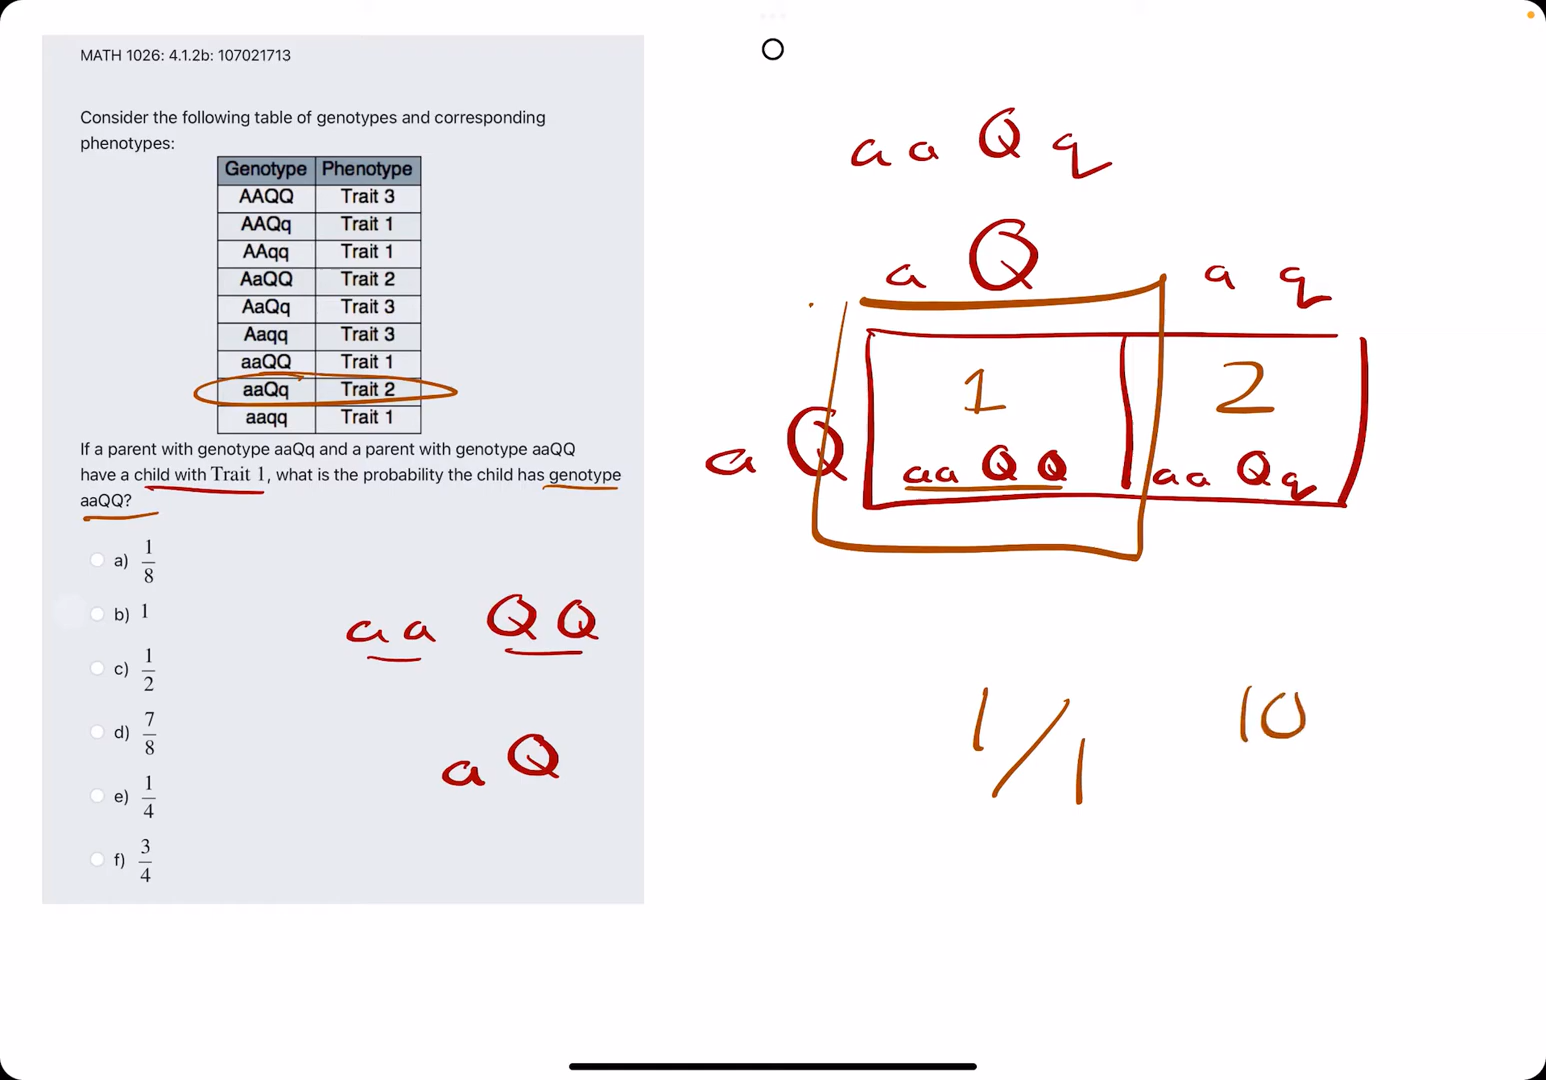 MATH 1026: 4.1.2b: 107021713
Consider the following table of genotypes and corresponding
phenotypes:
Genotype Phenotype
AAQQ Trait 3
AAQq Trait 1
AAqq Trait 1
AaQQ Trait 2
AaQq Trait 3
Aaqq Trait 3
aaQQ Trait 1
aaQq Trait 2
aaqq Trait 1
If a parent with genotype aaQq and a parent with genotype aaQQ
have a child with Trait 1, what is the probability the child has genotype
aaQQ?
a) 1/8
b) 1
c) 1/2
d) 7/8
e) 1/4
f) 3/4
aa QQ
a Q
a a Q q
a Q a q
1 2
a Q aa Q Q aa Qq
1/1 10